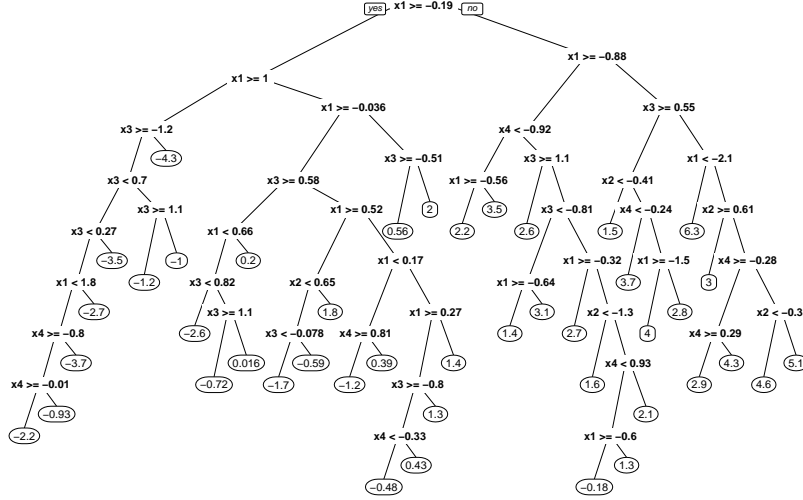 yes x1 >= −0.19 no
x1 >= −0.88
x1 >= 1
x1 >= −0.036 x3 >= 0.55
x3 >= −1.2 x4 < −0.92
−4.3 x3 >= −0.51 x3 >= 1.1 x1 < −2.1
x3 < 0.7 x3 >= 0.58 x1 >= −0.56 x2 < −0.41
x3 >= 1.1 x1 >= 0.52 0.56 2 3.5 x3 < −0.81 x4 < −0.24 x2 >= 0.61
x3 < 0.27 x1 < 0.66 2.2 2.6 1.5 6.3
−3.5 −1 0.2 x1 < 0.17 x1 >= −0.32 x1 >= −1.5 x4 >= −0.28
x1 < 1.8 −1.2 x3 < 0.82 x2 < 0.65 x1 >= −0.64 3.7 3
−2.7 x3 >= 1.1 1.8 x1 >= 0.27 3.1 x2 < −1.3 2.8 x2 < −0.3
x4 >= −0.8 −2.6 x3 < −0.078 x4 >= 0.81 1.4 2.7 4 x4 >= 0.29
−3.7 0.016 −0.59 0.39 1.4 x4 < 0.93 4.3 5.1
x4 >= −0.01 −0.72 −1.7 −1.2 x3 >= −0.8 1.6 2.9 4.6
−0.93 1.3 2.1
−2.2 x4 < −0.33 x1 >= −0.6
0.43 1.3
−0.48 −0.18